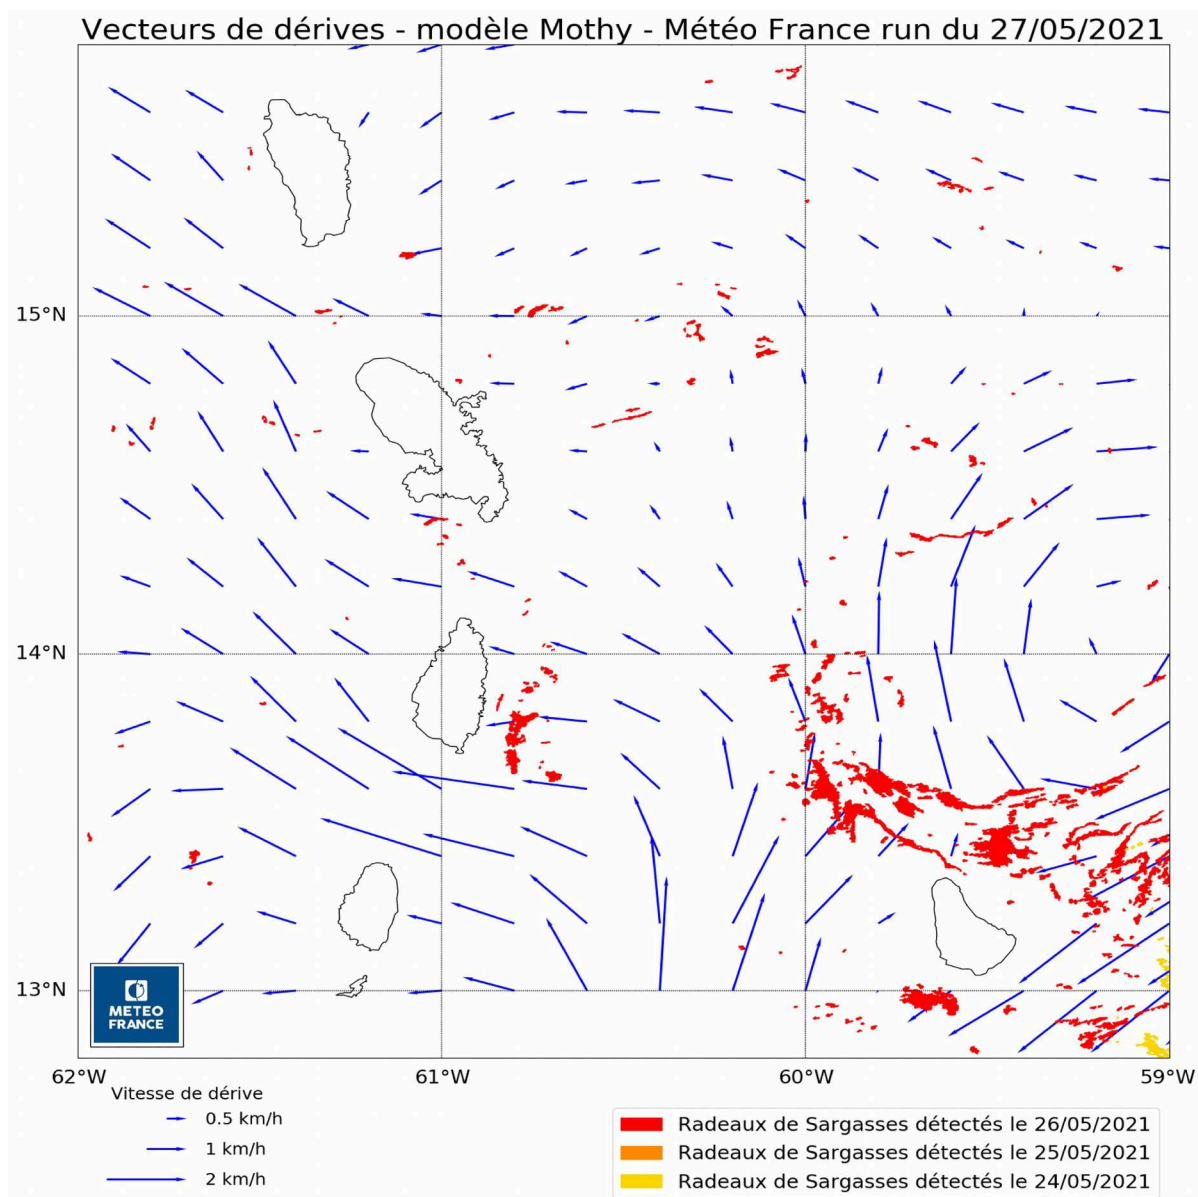 Vecteurs de dérives - modèle Mothy - Météo France run du 27/05/2021
15°N
14°N
13°N
METEO
FRANCE
62°W
61°W
60°W
59°W
Vitesse de dérive
0.5 km/h
1 km/h
2 km/h
Radeaux de Sargasses détectés le 26/05/2021
Radeaux de Sargasses détectés le 25/05/2021
Radeaux de Sargasses détectés le 24/05/2021